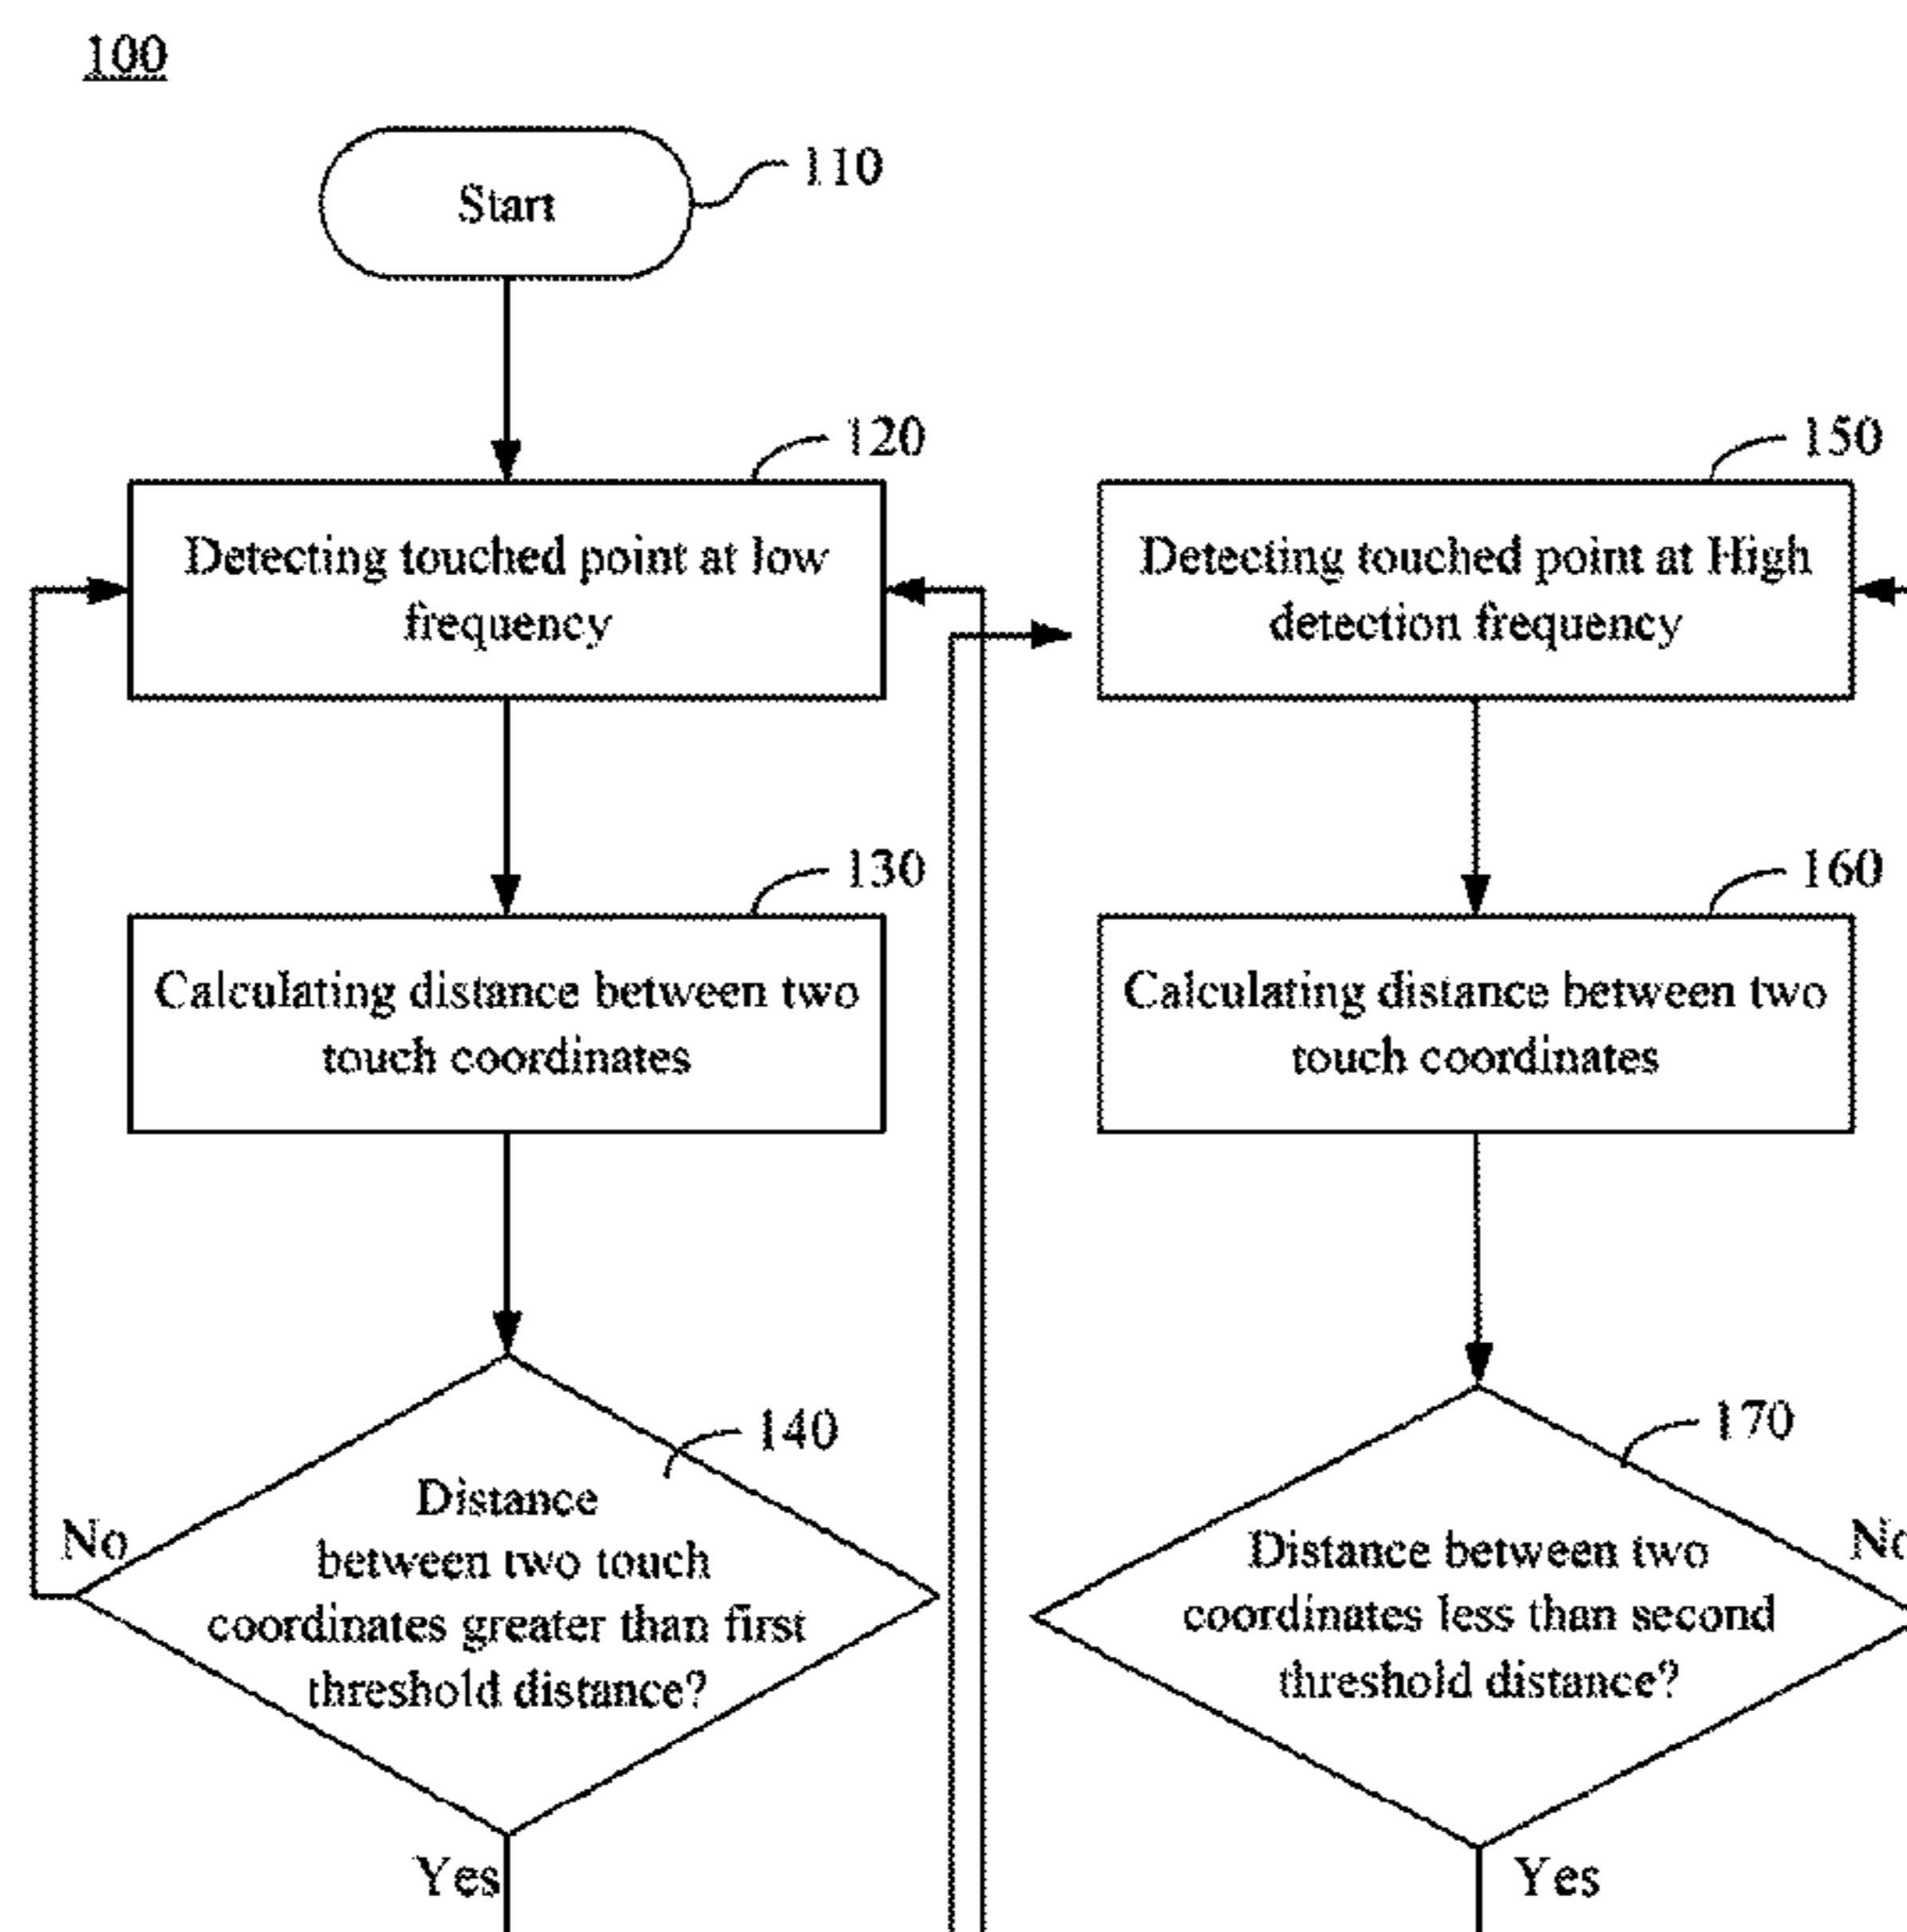 100
Start
110
120
Detecting touched point at low
frequency
130
Calculating distance between two
touch coordinates
140
Distance
between two touch
coordinates greater than first
threshold distance?
No
Yes
150
Detecting touched point at High
detection frequency
160
Calculating distance between two
touch coordinates
170
Distance between two
coordinates less than second
threshold distance?
No
Yes